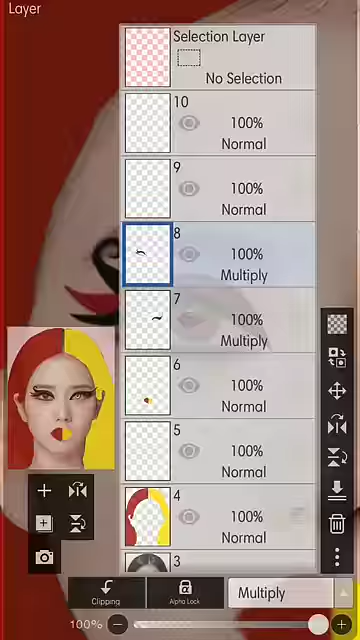 Layer
Selection Layer
No Selection
10
100%
Normal
9
100%
Normal
8
100%
Multiply
7
100%
Multiply
6
100%
Normal
5
100%
Normal
4
100%
Normal
3
Clipping
Alpha Lock
Multiply
100%